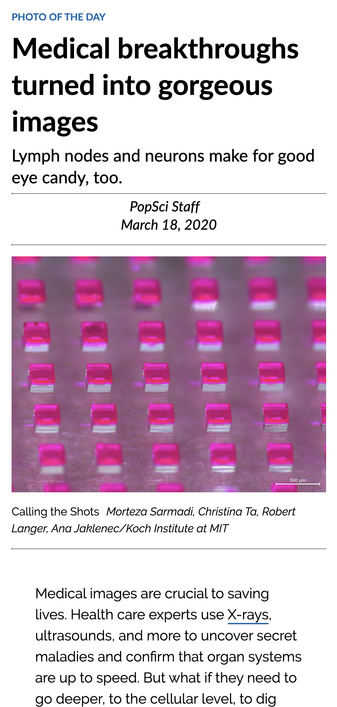 PHOTO OF THE DAY
Medical breakthroughs
turned into gorgeous
images
Lymph nodes and neurons make for good
eye candy, too.
PopSci Staff
March 18, 2020
500 µm
Calling the Shots Morteza Sarmadi, Christina Ta, Robert
Langer, Ana Jaklenec/Koch Institute at MIT
Medical images are crucial to saving
lives. Health care experts use X-rays,
ultrasounds, and more to uncover secret
maladies and confirm that organ systems
are up to speed. But what if they need to
go deeper, to the cellular level, to dig